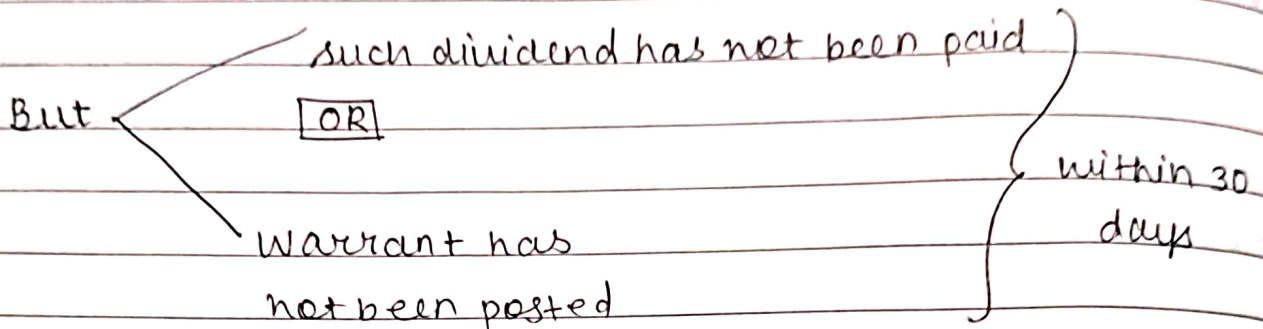 such dividend has not been paid
But
OR
within 30
days
Warrant has
not been posted